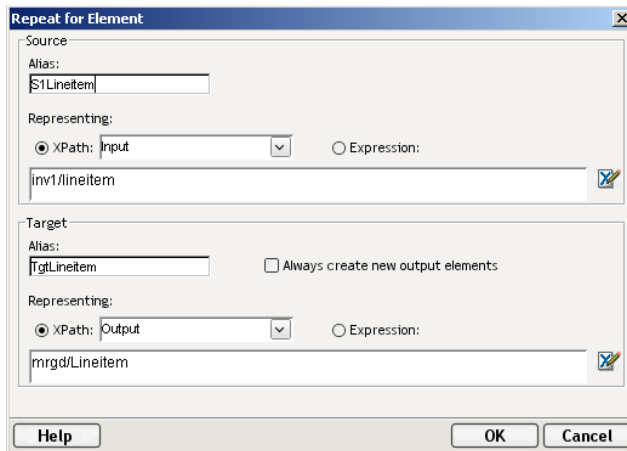 Repeat for Element
Source
Alias:
S1Lineitem
Representing:
XPath: Input Expression:
inv1/lineitem
Target
Alias:
TgtLineitem Always create new output elements
Representing:
XPath: Output Expression:
mrgd/Lineitem
Help OK Cancel